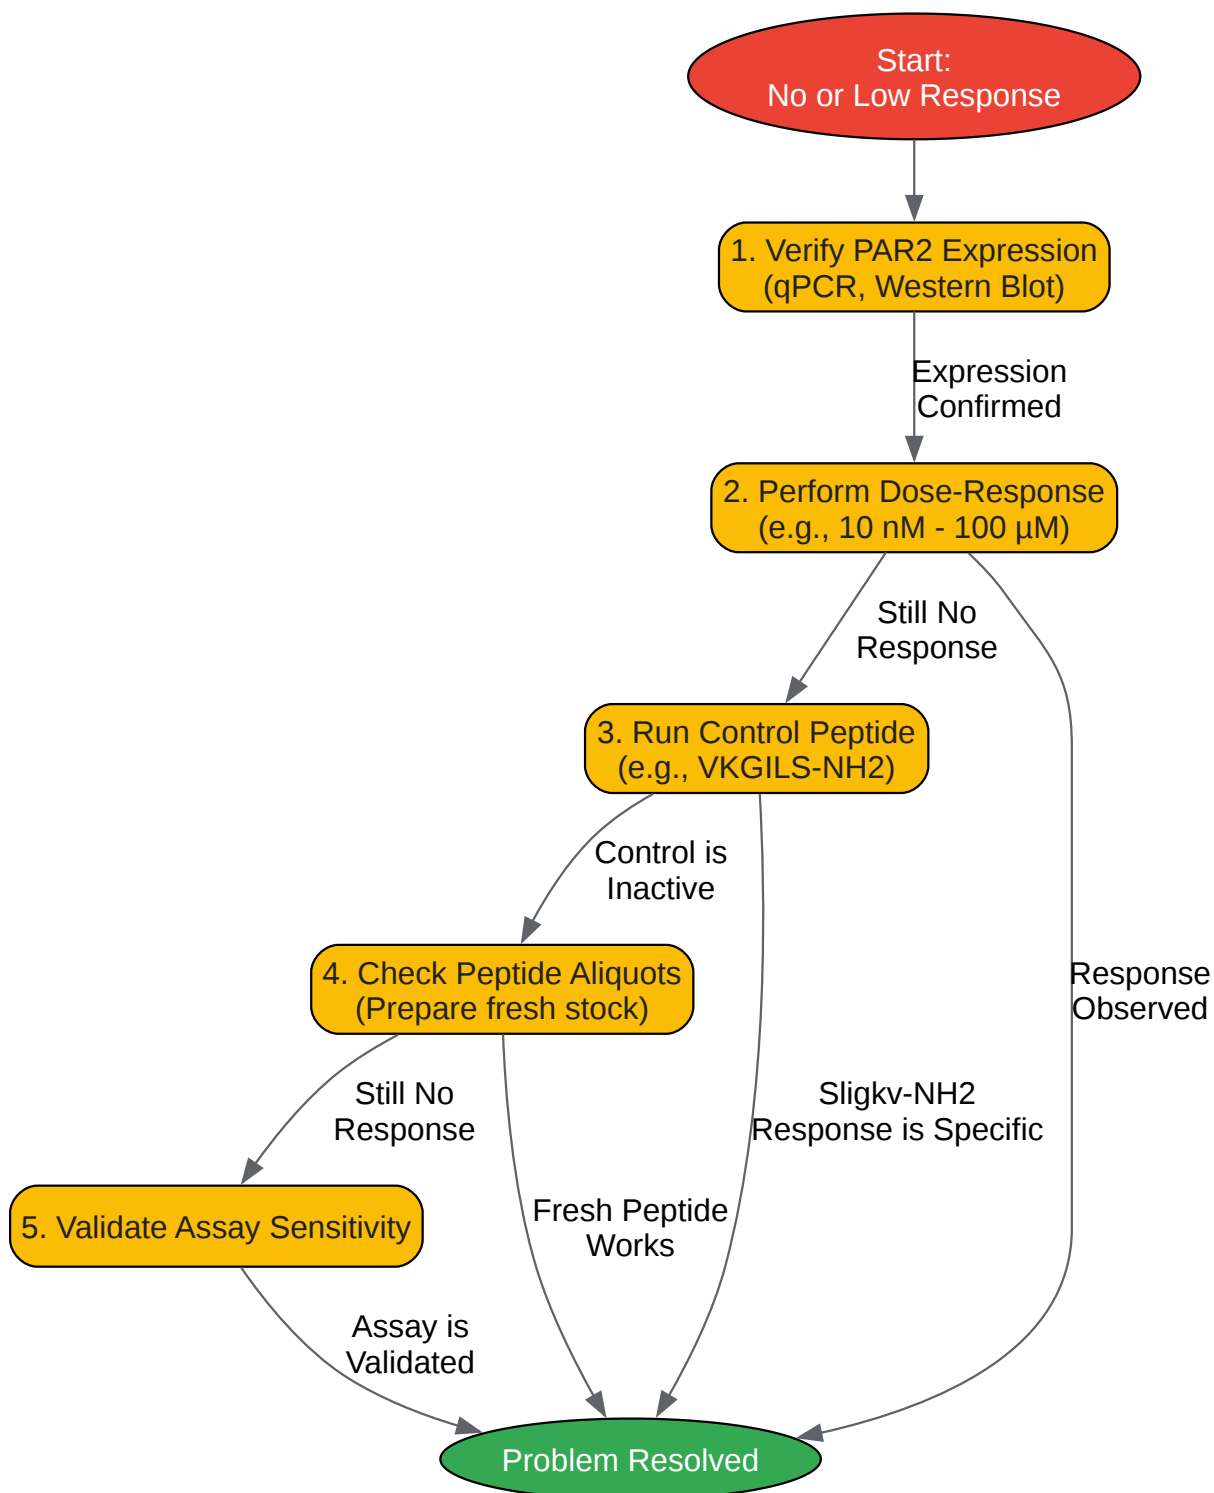 Start:
No or Low Response
1. Verify PAR2 Expression
(qPCR, Western Blot)
Expression
Confirmed
2. Perform Dose-Response
(e.g., 10 nM - 100 µM)
Still No
Response
3. Run Control Peptide
(e.g., VKGILS-NH2)
Control is
Inactive
4. Check Peptide Aliquots
(Prepare fresh stock)
Response
Observed
Still No
Response
Sligkv-NH2
Response is Specific
5. Validate Assay Sensitivity
Fresh Peptide
Works
Assay is
Validated
Problem Resolved